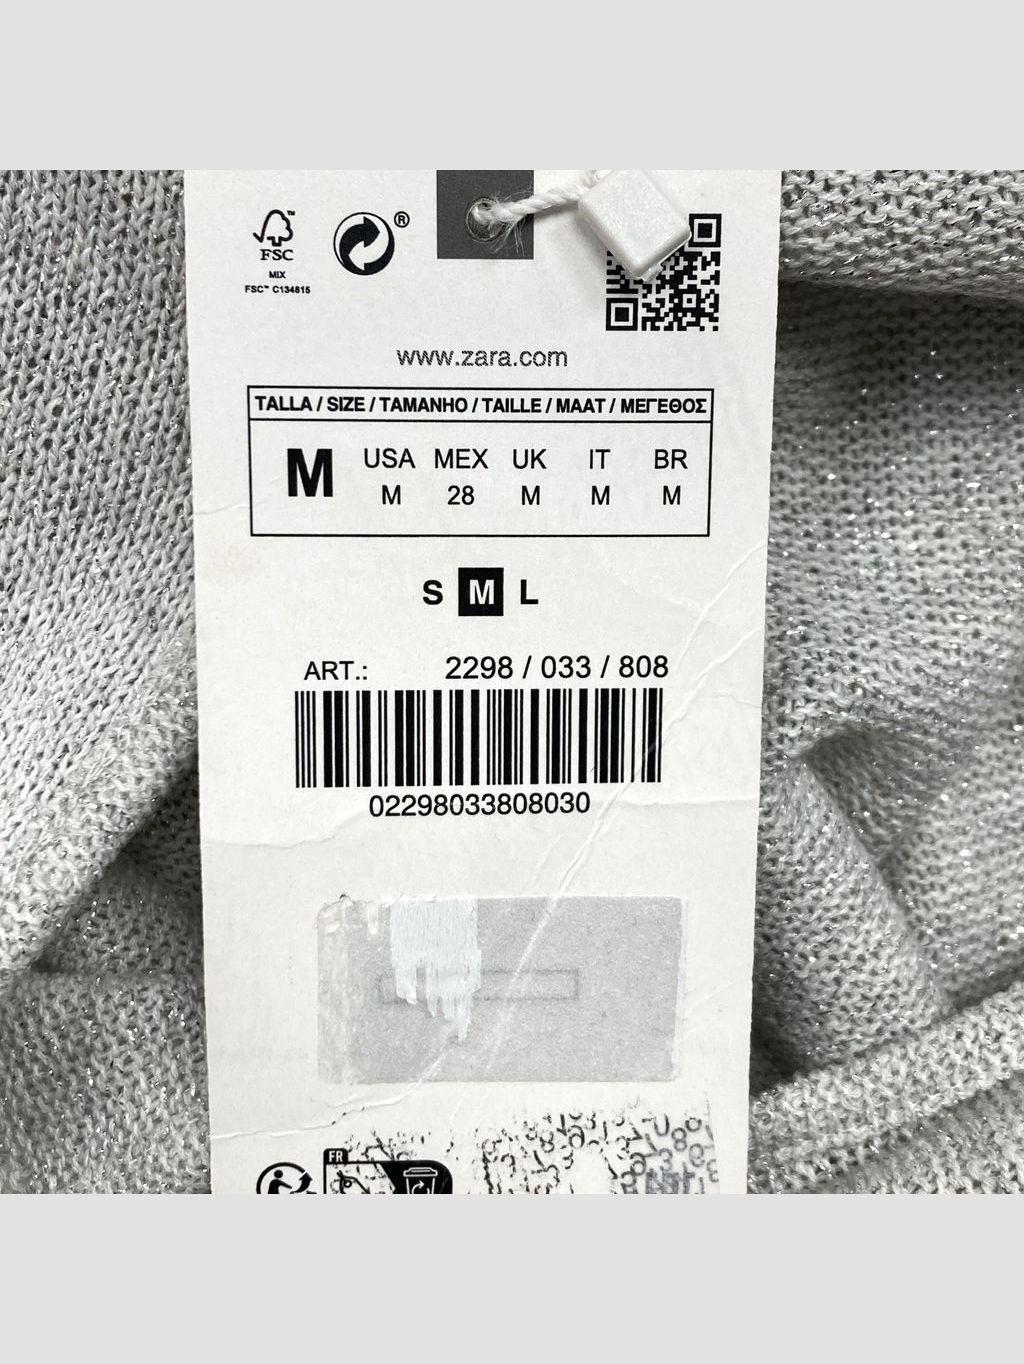 FSC™
MIX
FSC™ C134815
®
www.zara.com
TALLA / SIZE / TAMANHO / TAILLE / MAAT / ΜΕΓΕΘΟΣ
M USA MEX UK IT BR
M 28 M M M
S M L
ART.: 2298 / 033 / 808
02298033808030
FR